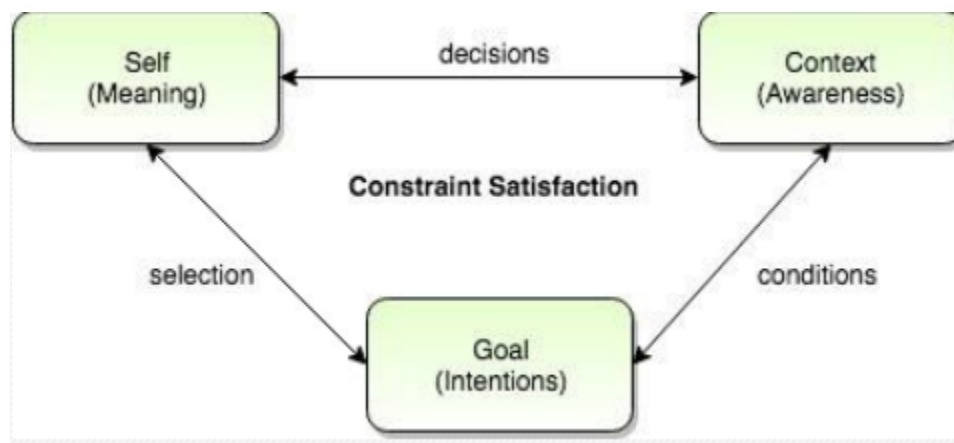 Self
(Meaning)
decisions
Context
(Awareness)
Constraint Satisfaction
selection
conditions
Goal
(Intentions)